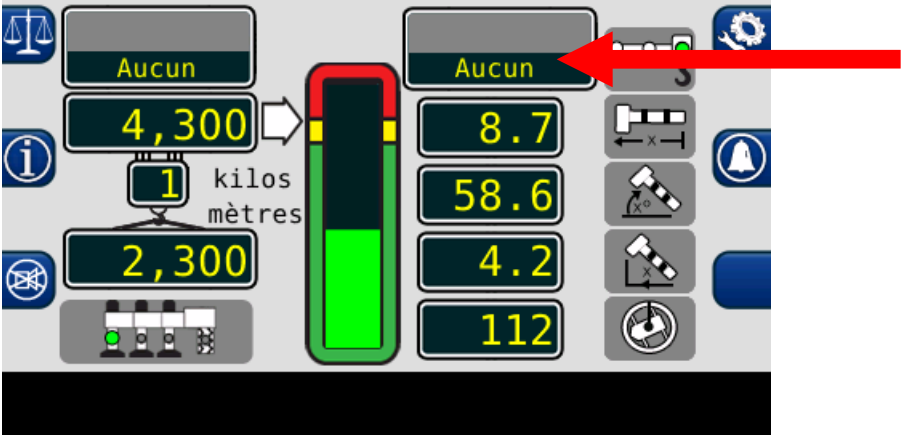 Aucun
Aucun
4,300
8.7
1
kilos
mètres
58.6
2,300
4.2
112
x
x°
x
i